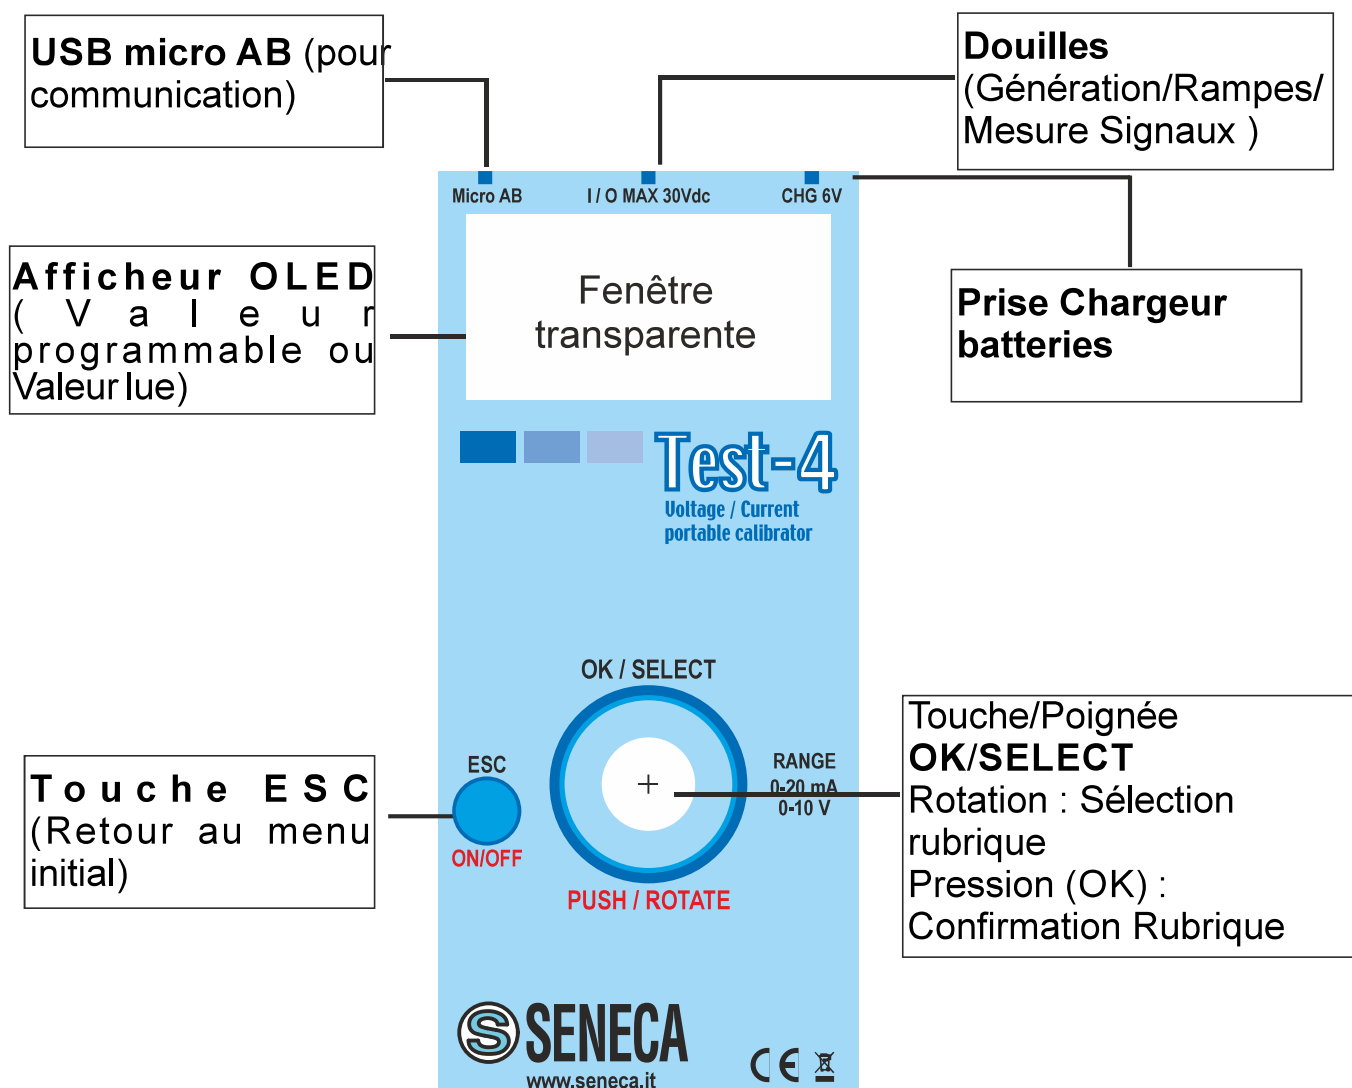 USB micro AB (pour
communication)
Douilles
(Génération/Rampes/
Mesure Signaux )
Micro AB
I / O MAX 30Vdc
CHG 6V
Afficheur OLED
( Valeur
programmable ou
Valeur lue)
Fenêtre
transparente
Prise Chargeur
batteries
Test-4
Voltage / Current
portable calibrator
OK / SELECT
ESC
ON/OFF
RANGE
0-20 mA
0-10 V
PUSH / ROTATE
Touche ESC
(Retour au menu
initial)
Touche/Poignée
OK/SELECT
Rotation : Sélection
rubrique
Pression (OK) :
Confirmation Rubrique
S SENECA
www.seneca.it
CE